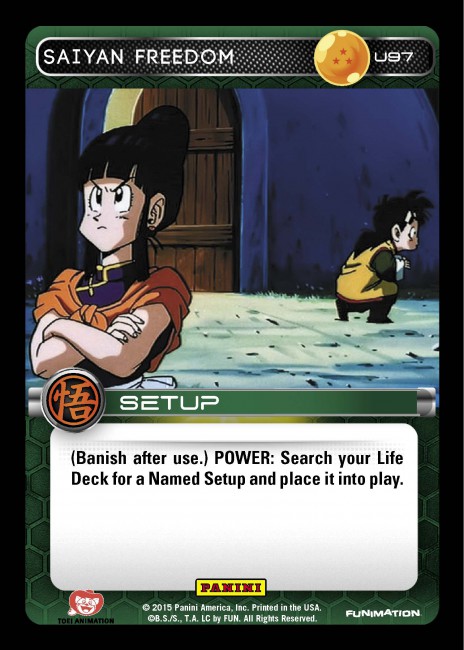 SAIYAN FREEDOM
U97
悟
SETUP
(Banish after use.) POWER: Search your Life
Deck for a Named Setup and place it into play.
PANINI
TOEI ANIMATION
© 2015 Panini America, Inc. Printed in the USA.
©B.S./S., T.A. LC by FUN. All Rights Reserved.
FUNIMATION